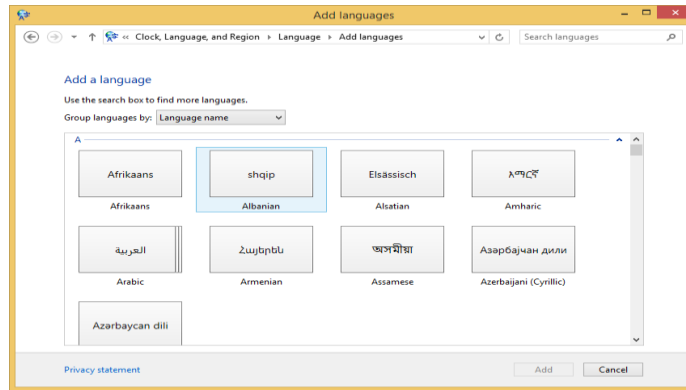 Add languages
« Clock, Language, and Region Language Add languages Search languages
Add a language
Use the search box to find more languages.
Group languages by: Language name
A
Afrikaans shqip Elsässisch አማርኛ
Afrikaans Albanian Alsatian Amharic
العربية Հայերեն অসমীয়া Азәрбајҹан дили
Arabic Armenian Assamese Azerbaijani (Cyrillic)
Azərbaycan dili
Privacy statement Add Cancel